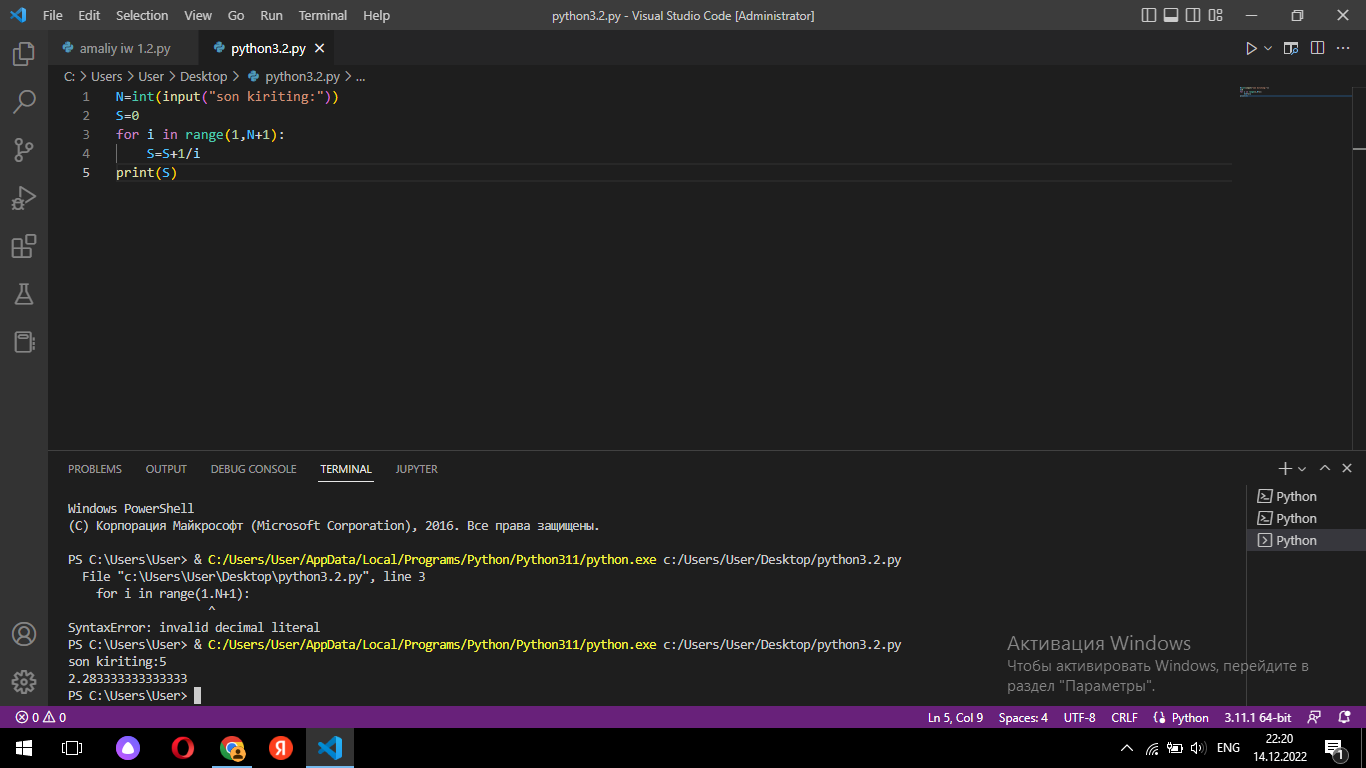 File Edit Selection View Go Run Terminal Help python3.2.py - Visual Studio Code [Administrator]
amaliy iw 1.2.py python3.2.py
C: > Users > User > Desktop > python3.2.py > ...
1 N=int(input("son kiriting:"))
2 S=0
3 for i in range(1,N+1):
4 S=S+1/i
5 print(S)
PROBLEMS OUTPUT DEBUG CONSOLE TERMINAL JUPYTER
Windows PowerShell
(C) Корпорация Майкрософт (Microsoft Corporation), 2016. Все права защищены.
PS C:\Users\User> & C:/Users/User/AppData/Local/Programs/Python/Python311/python.exe c:/Users/User/Desktop/python3.2.py
File "c:\Users\User\Desktop\python3.2.py", line 3
for i in range(1.N+1):
^
SyntaxError: invalid decimal literal
PS C:\Users\User> & C:/Users/User/AppData/Local/Programs/Python/Python311/python.exe c:/Users/User/Desktop/python3.2.py
son kiriting:5
2.283333333333333
PS C:\Users\User>
Python
Python
Python
Активация Windows
Чтобы активировать Windows, перейдите в
раздел "Параметры".
0 0 Ln 5, Col 9 Spaces: 4 UTF-8 CRLF Python 3.11.1 64-bit
Я ENG 22:20
14.12.2022 1